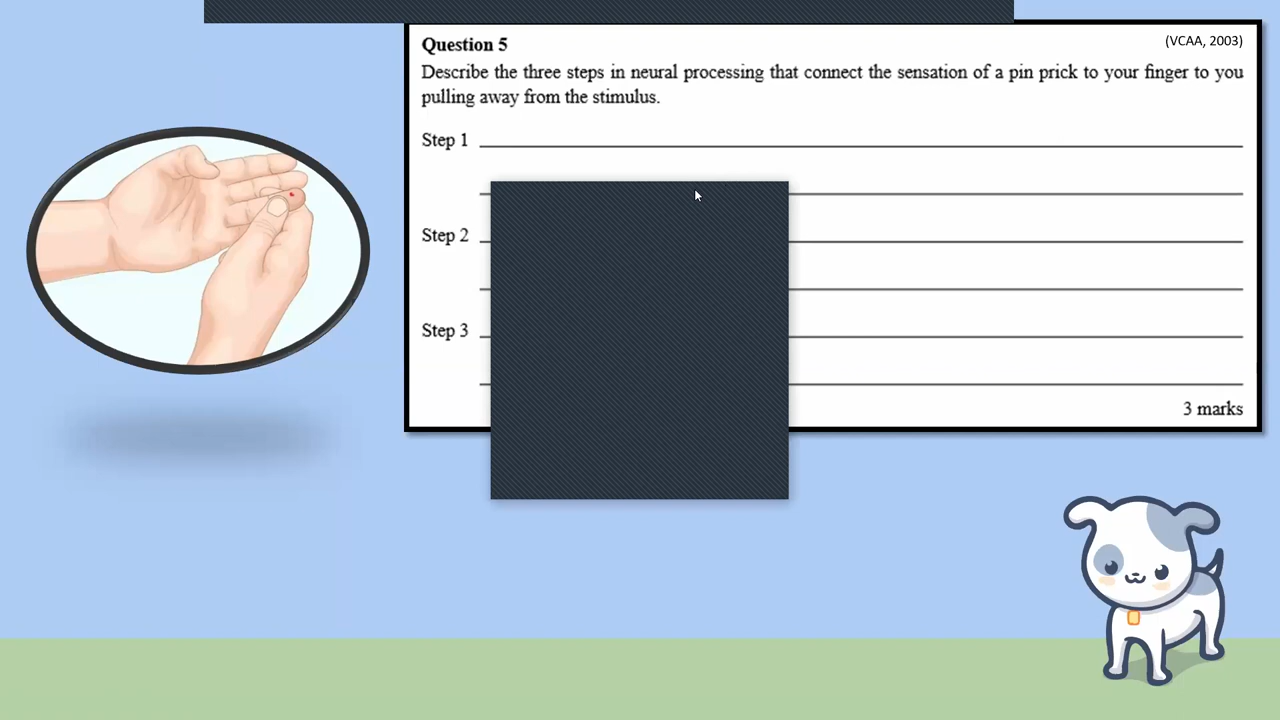 (VCAA, 2003)
Question 5
Describe the three steps in neural processing that connect the sensation of a pin prick to your finger to you
pulling away from the stimulus.
Step 1
Step 2
Step 3
3 marks